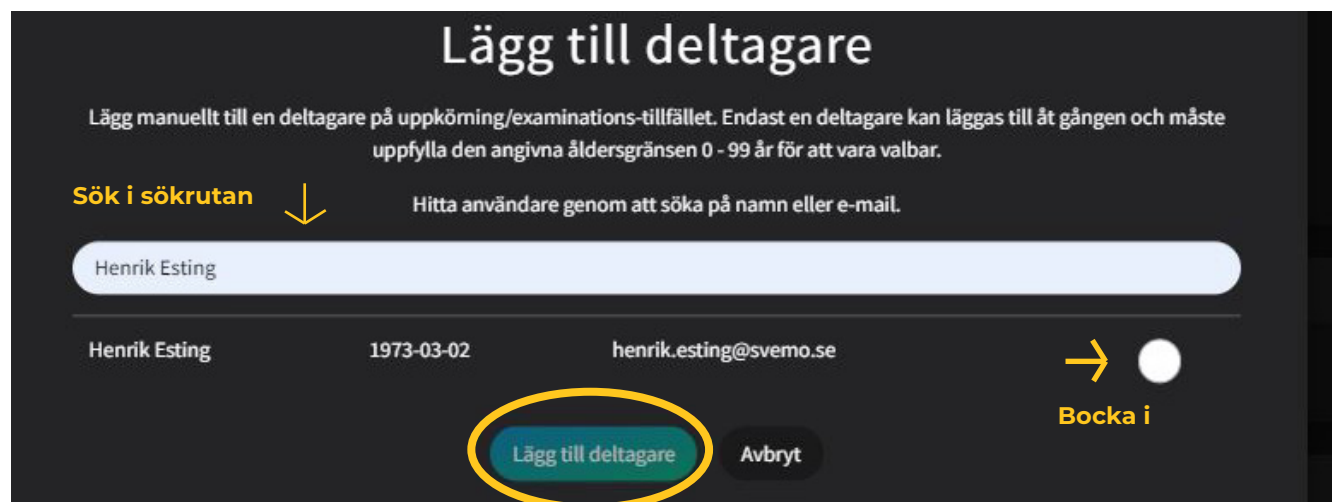 Lägg till deltagare
Lägg manuellt till en deltagare på uppkörning/examinations-tillfället. Endast en deltagare kan läggas till åt gången och måste
uppfylla den angivna åldersgränsen 0 - 99 år för att vara valbar.
Sök i sökrutan
Hitta användare genom att söka på namn eller e-mail.
Henrik Esting
Henrik Esting 1973-03-02 henrik.esting@svemo.se
Bocka i
Lägg till deltagare Avbryt